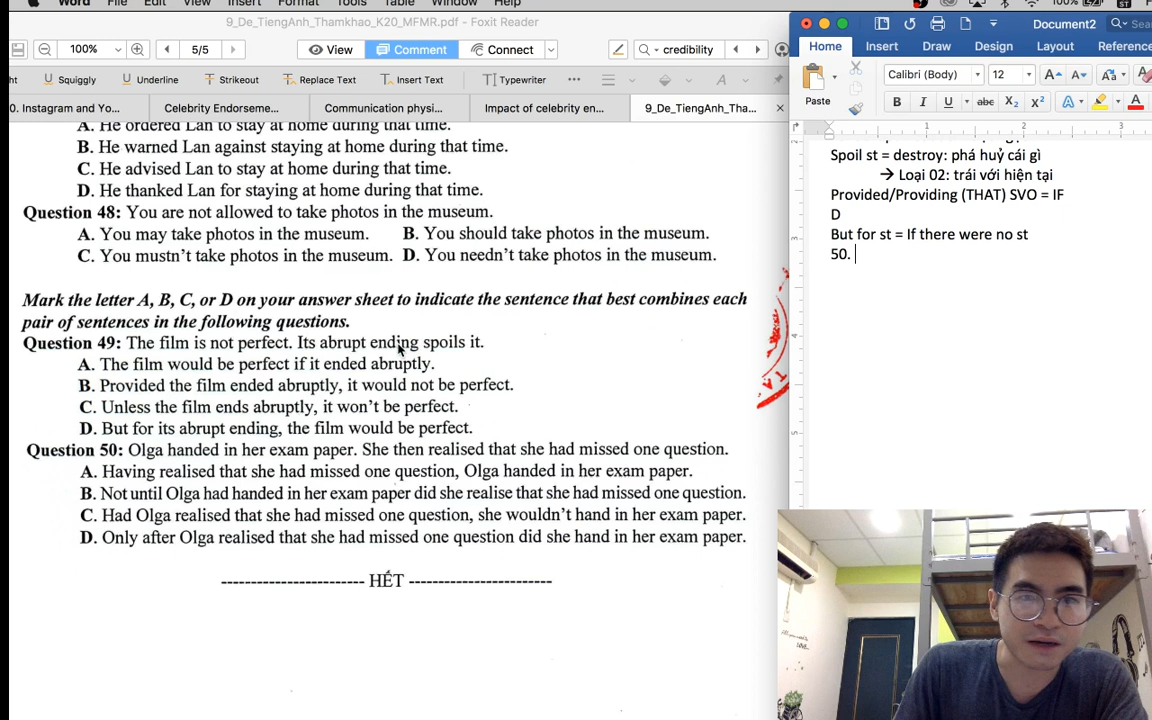 Word File Edit View Insert Format Tools Table Window Help 100%
9_De_TiengAnh_Thamkhao_K20_MFMR.pdf - Foxit Reader
100% 5/5 View Comment Connect credibility
ht Squiggly Underline Strikeout Replace Text Insert Text Typewriter
0. Instagram and Yo... Celebrity Endorseme... Communication physi... Impact of celebrity en... 9_De_TiengAnh_Tha...
A. He ordered Lan to stay at home during that time.
B. He warned Lan against staying at home during that time.
C. He advised Lan to stay at home during that time.
D. He thanked Lan for staying at home during that time.
Question 48: You are not allowed to take photos in the museum.
A. You may take photos in the museum. B. You should take photos in the museum.
C. You mustn't take photos in the museum. D. You needn't take photos in the museum.
Mark the letter A, B, C, or D on your answer sheet to indicate the sentence that best combines each
pair of sentences in the following questions.
Question 49: The film is not perfect. Its abrupt ending spoils it.
A. The film would be perfect if it ended abruptly.
B. Provided the film ended abruptly, it would not be perfect.
C. Unless the film ends abruptly, it won't be perfect.
D. But for its abrupt ending, the film would be perfect.
Question 50: Olga handed in her exam paper. She then realised that she had missed one question.
A. Having realised that she had missed one question, Olga handed in her exam paper.
B. Not until Olga had handed in her exam paper did she realise that she had missed one question.
C. Had Olga realised that she had missed one question, she wouldn't hand in her exam paper.
D. Only after Olga realised that she had missed one question did she hand in her exam paper.
------------------------ HẾT ------------------------
Document2
Home Insert Draw Design Layout Reference
Calibri (Body) 12
Paste
1 2 3
Spoil st = destroy: phá huỷ cái gì
→ Loại 02: trái với hiện tại
Provided/Providing (THAT) SVO = IF
D
But for st = If there were no st
50.